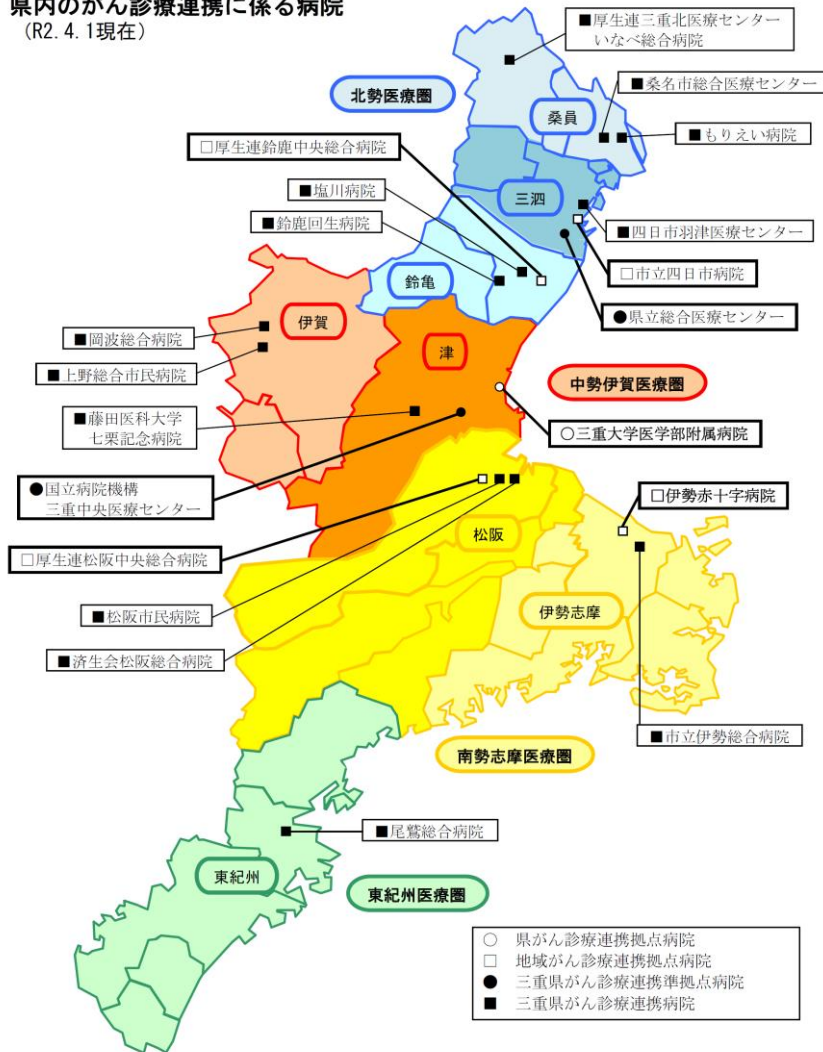 県内のがん診療連携に係る病院
(R2.4.1現在)
■厚生連三重北医療センター
いなべ総合病院
北勢医療圏
■桑名市総合医療センター
桑員
□厚生連鈴鹿中央総合病院
■もりえい病院
■塩川病院
三泗
■鈴鹿回生病院
■四日市羽津医療センター
□市立四日市病院
鈴亀
●県立総合医療センター
伊賀
■岡波総合病院
津
■上野総合市民病院
中勢伊賀医療圏
■藤田医科大学
七栗記念病院
○三重大学医学部附属病院
●国立病院機構
三重中央医療センター
□伊勢赤十字病院
松阪
□厚生連松阪中央総合病院
伊勢志摩
■松阪市民病院
■済生会松阪総合病院
■市立伊勢総合病院
南勢志摩医療圏
■尾鷲総合病院
東紀州
東紀州医療圏
○ 県がん診療連携拠点病院
□ 地域がん診療連携拠点病院
● 三重県がん診療連携準拠点病院
■ 三重県がん診療連携病院